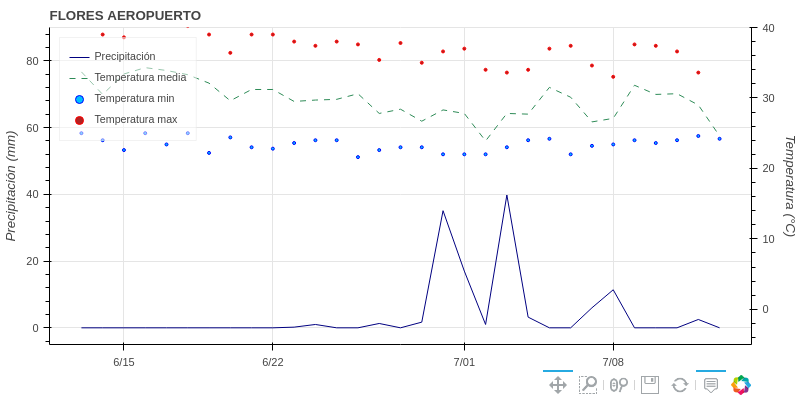 FLORES AEROPUERTO
Precipitación
Temperatura media
Temperatura min
Temperatura max
Precipitación (mm)
80
60
40
20
0
40
30
20
10
0
Temperatura (°C)
6/15
6/22
7/01
7/08